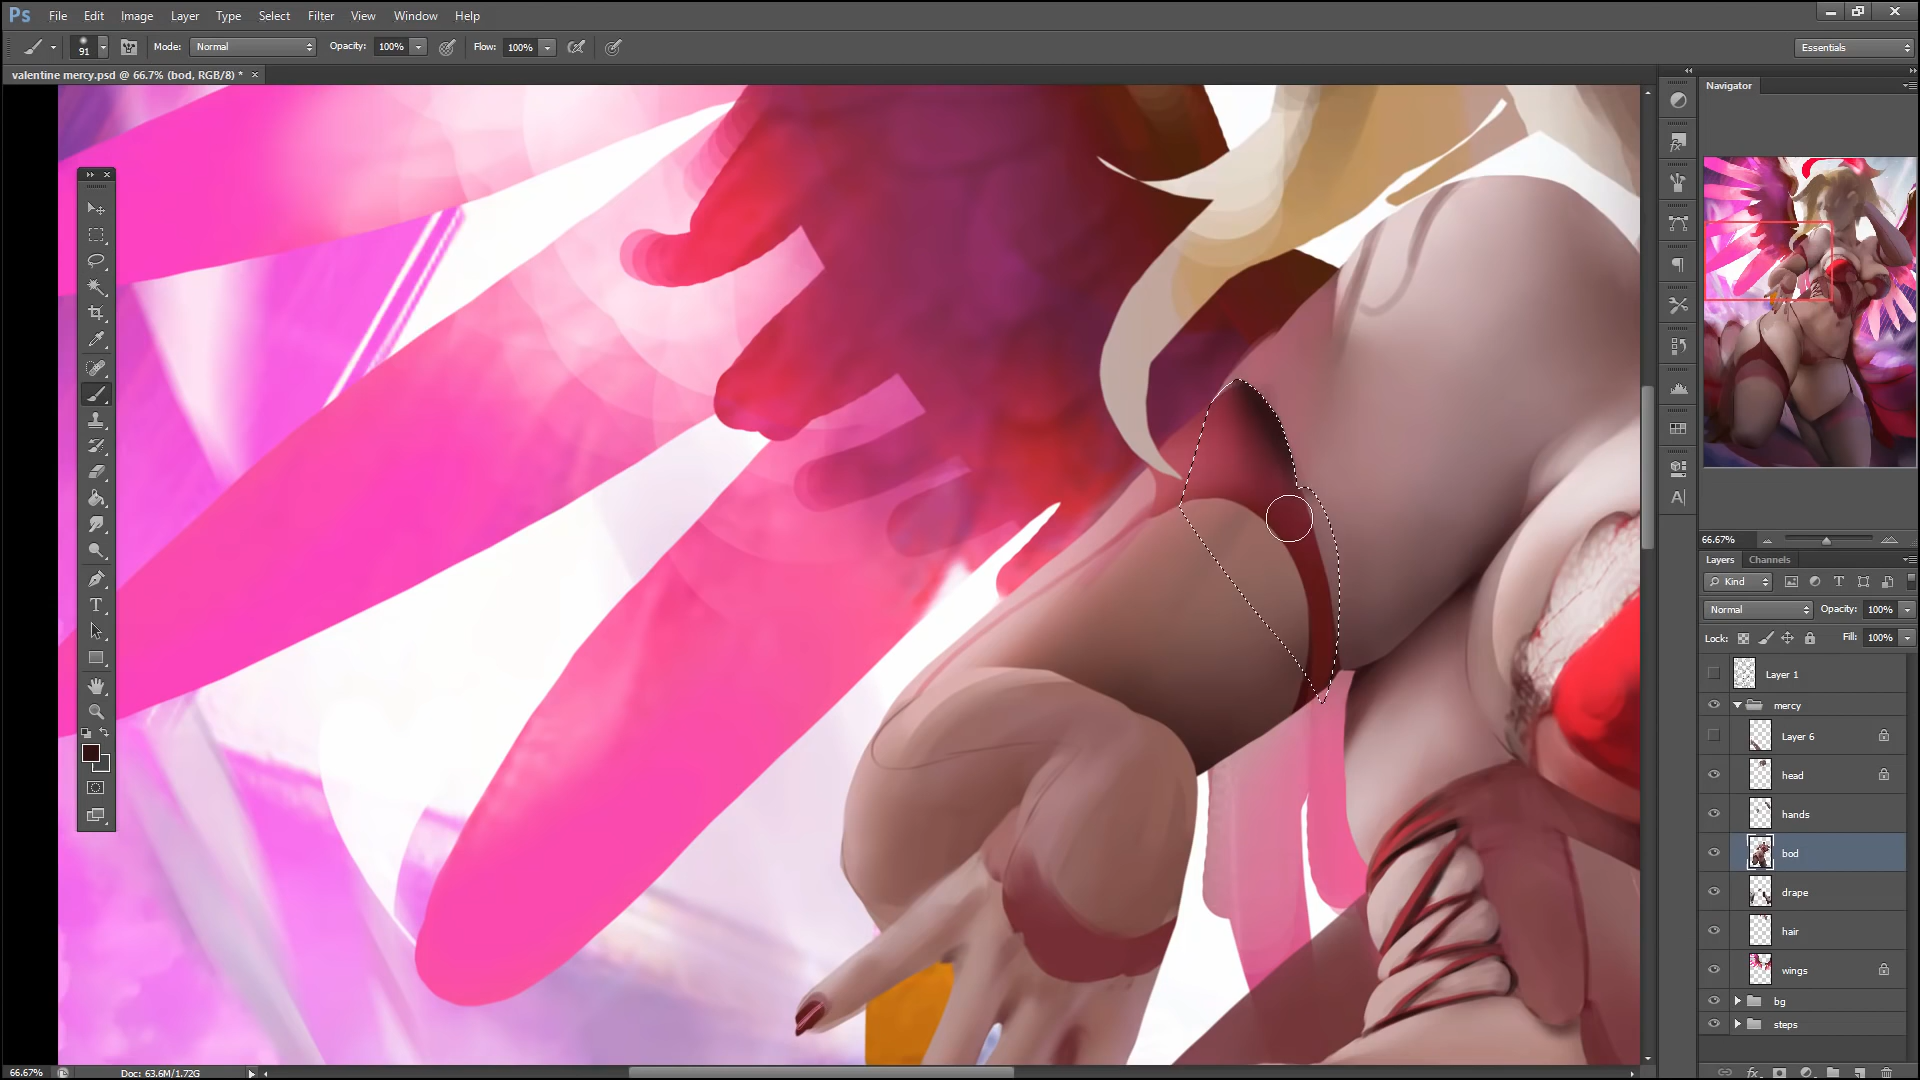 Ps File Edit Image Layer Type Select Filter View Window Help
91 Mode: Normal Opacity: 100% Flow: 100% Essentials
valentine mercy.psd @ 66.7% (bod, RGB/8) * ×
Navigator
66.67%
Layers Channels
Kind
Normal Opacity: 100%
Lock: Fill: 100%
Layer 1
mercy
Layer 6
head
hands
bod
drape
hair
wings
bg
steps
66.67% Doc: 63.6M/1.72G